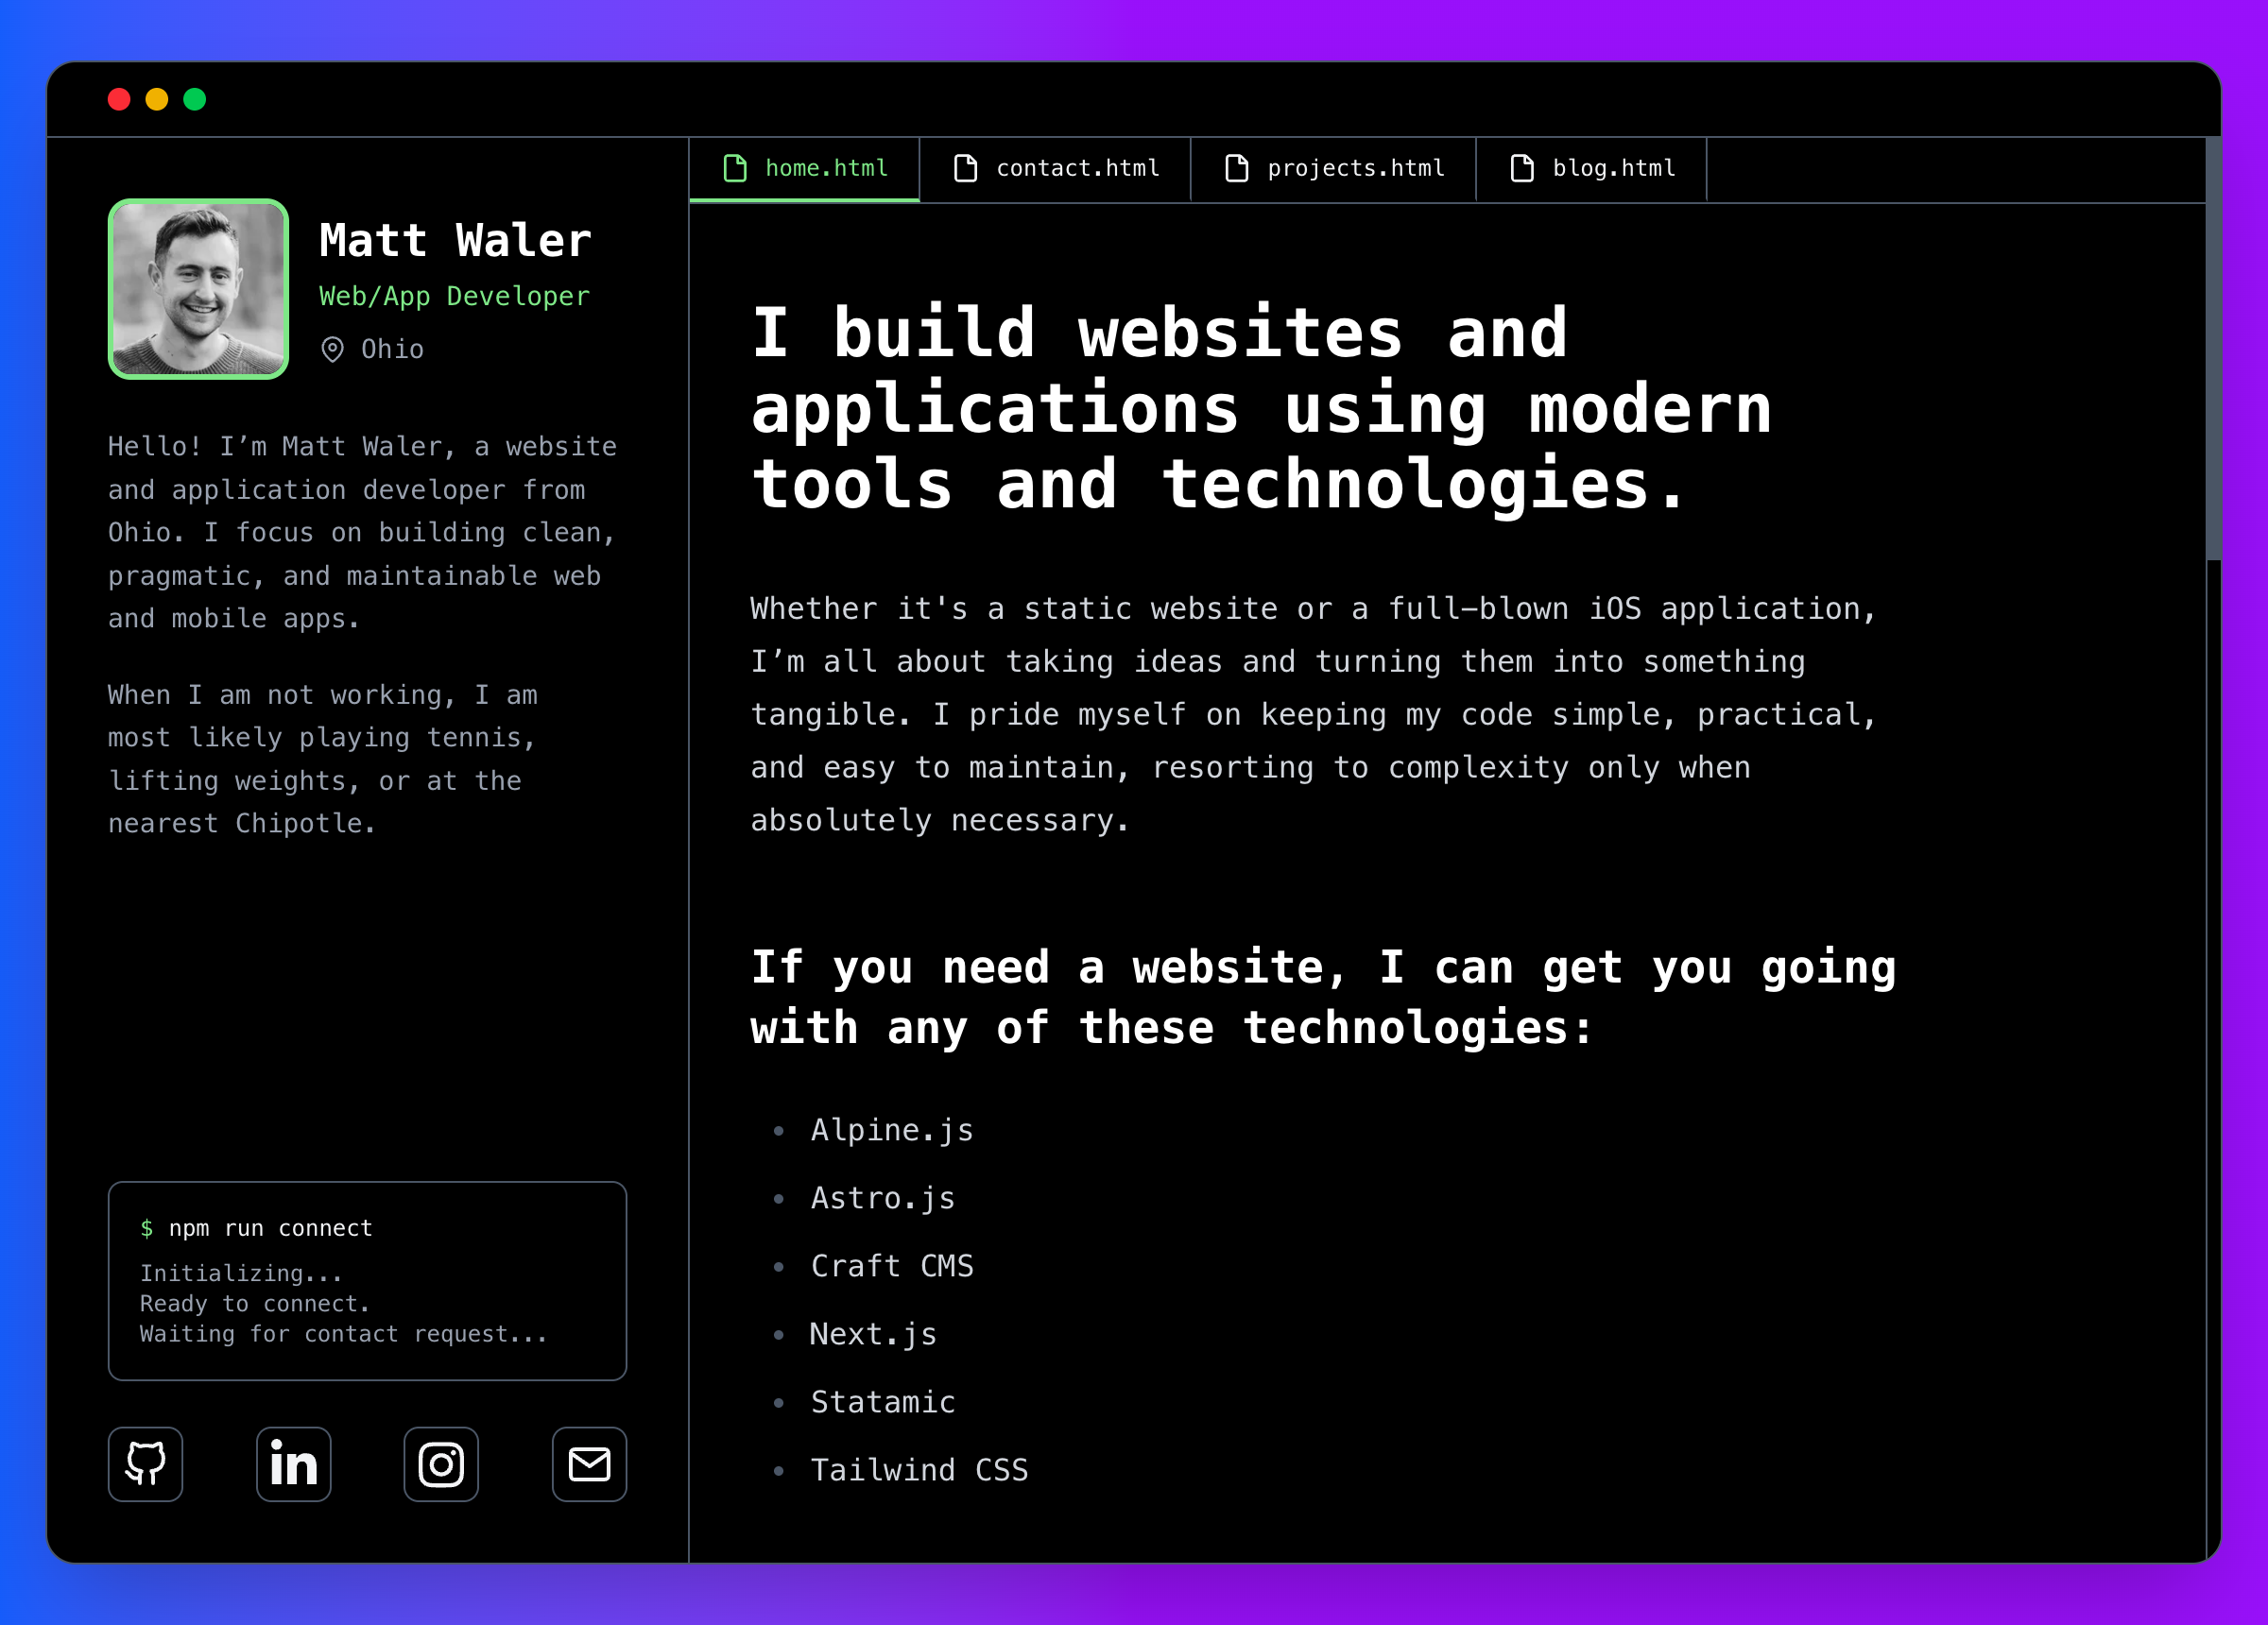 Matt Waler
Web/App Developer
Ohio
Hello! I’m Matt Waler, a website
and application developer from
Ohio. I focus on building clean,
pragmatic, and maintainable web
and mobile apps.
When I am not working, I am
most likely playing tennis,
lifting weights, or at the
nearest Chipotle.
$ npm run connect
Initializing...
Ready to connect.
Waiting for contact request...
in
home.html
contact.html
projects.html
blog.html
I build websites and
applications using modern
tools and technologies.
Whether it's a static website or a full-blown iOS application,
I’m all about taking ideas and turning them into something
tangible. I pride myself on keeping my code simple, practical,
and easy to maintain, resorting to complexity only when
absolutely necessary.
If you need a website, I can get you going
with any of these technologies:
• Alpine.js
• Astro.js
• Craft CMS
• Next.js
• Statamic
• Tailwind CSS